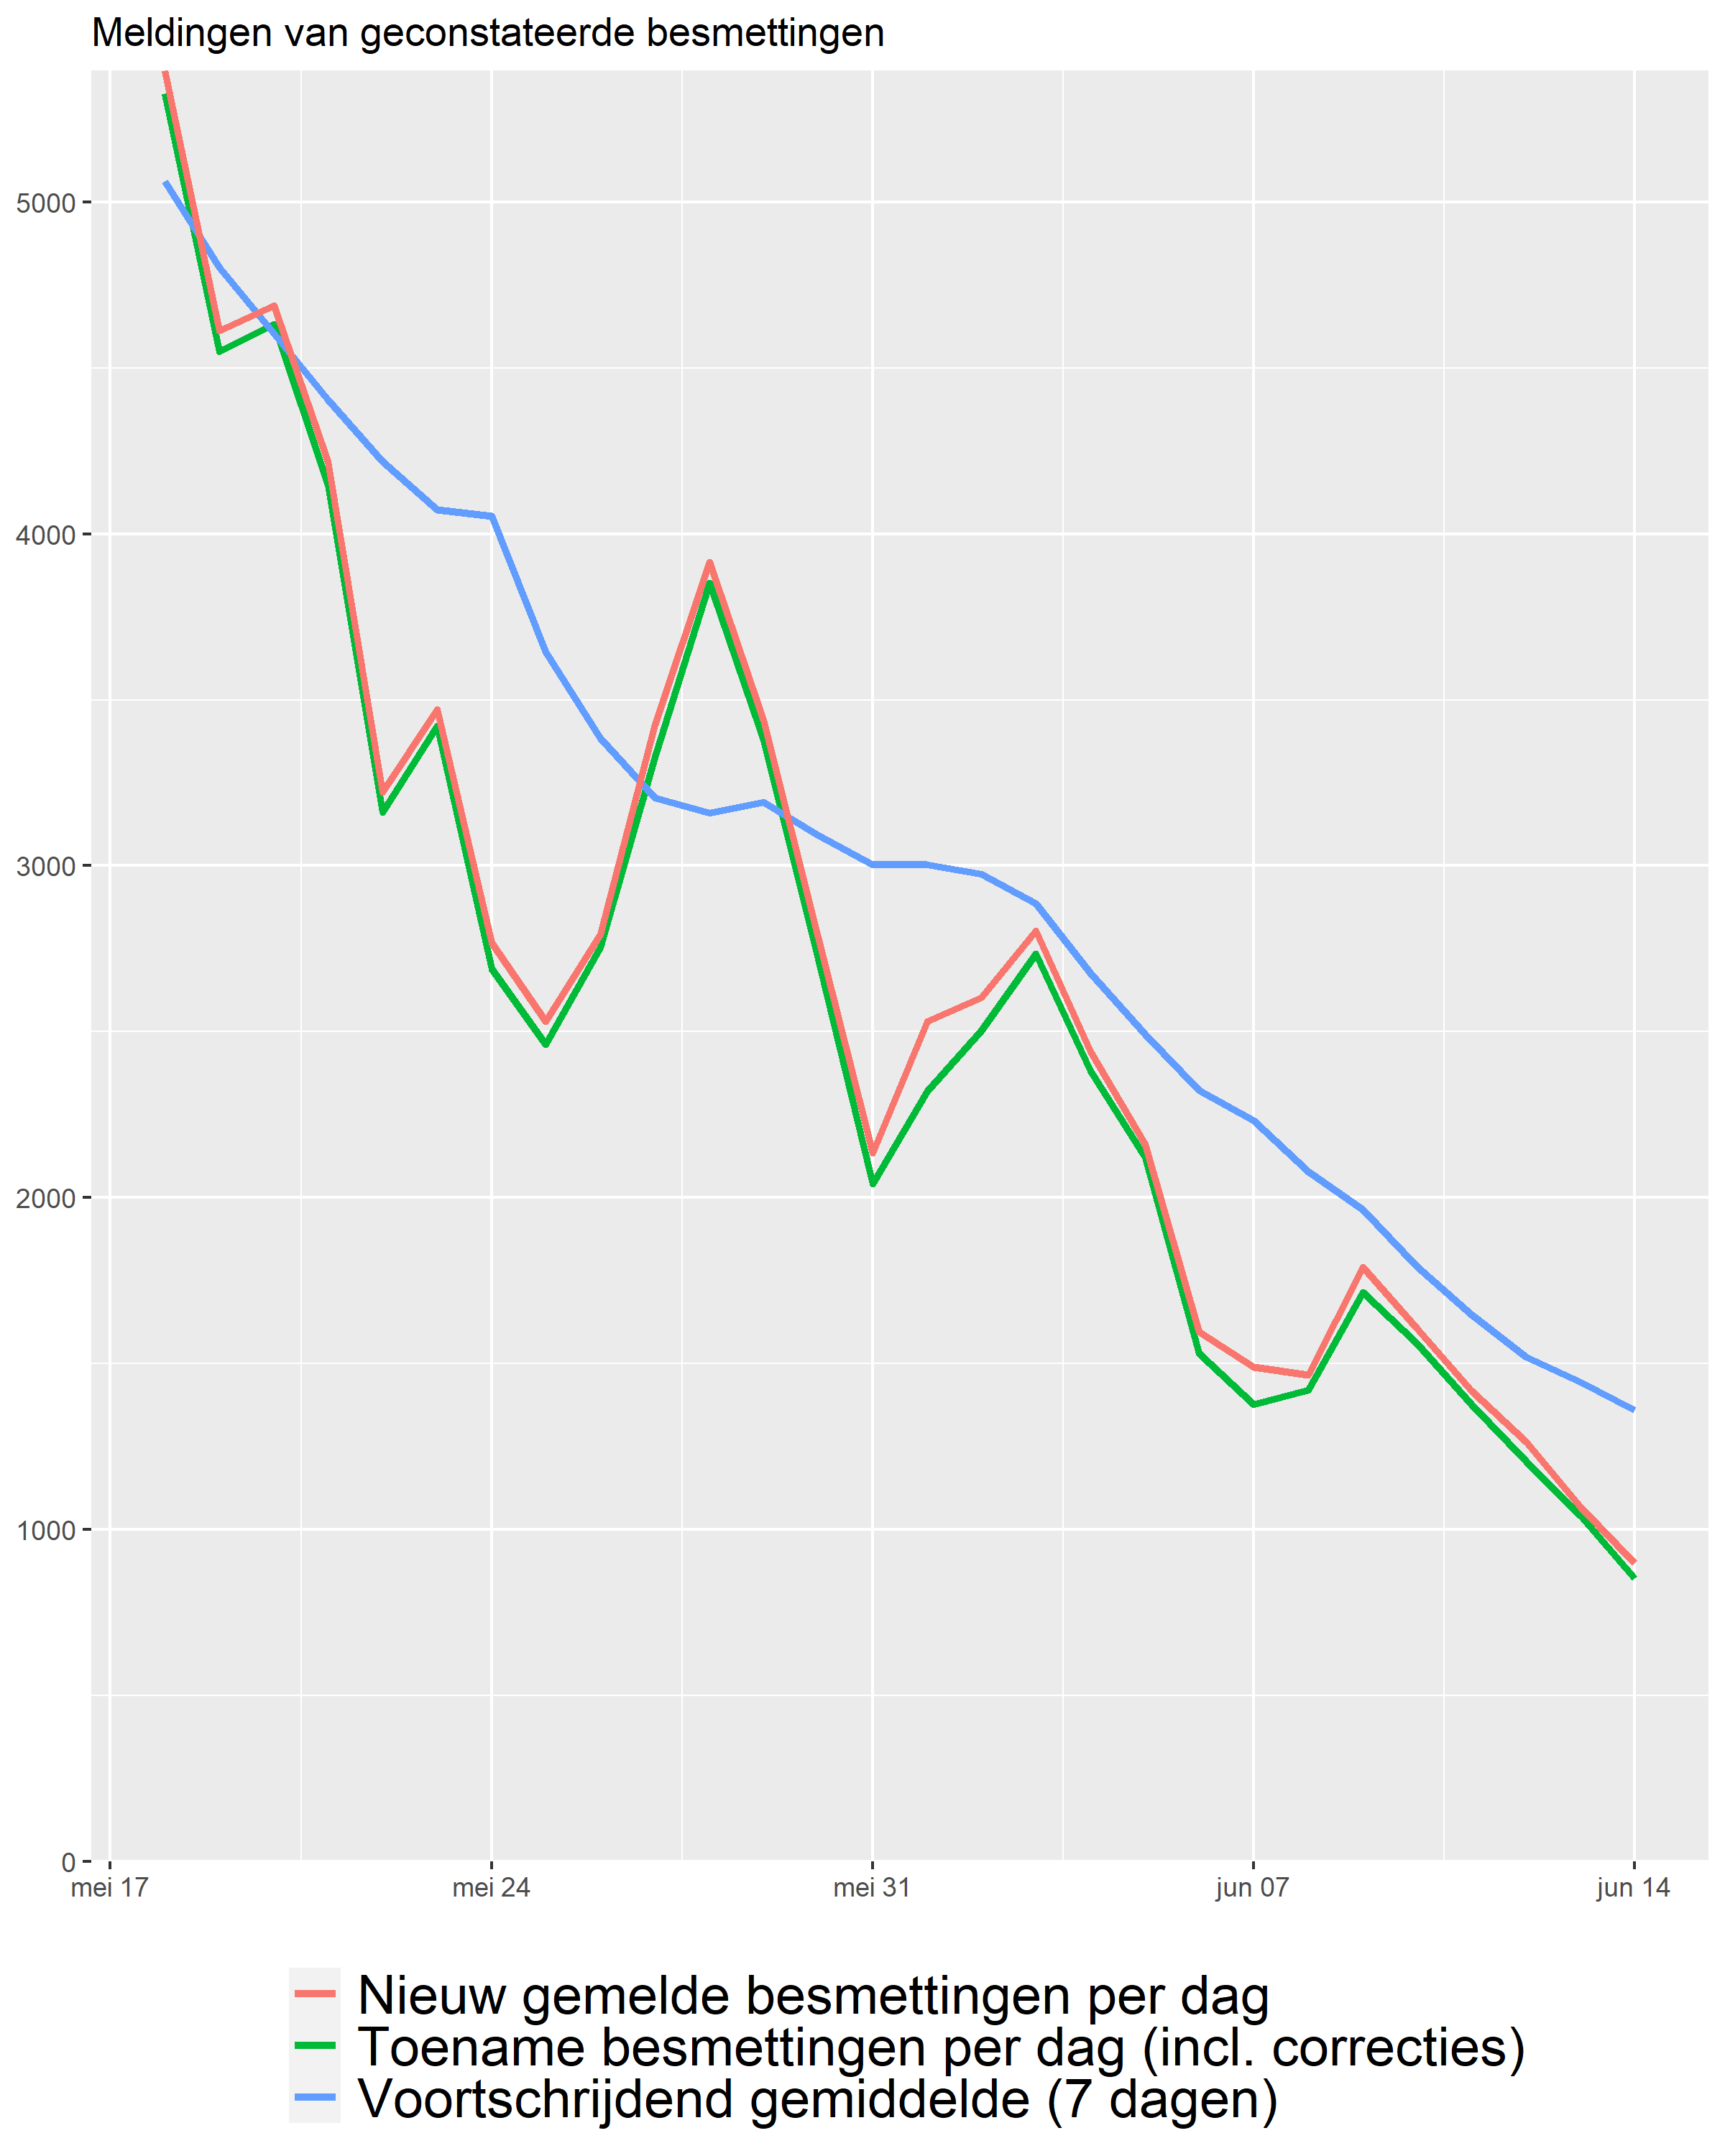 Meldingen van geconstateerde besmettingen
5000
4000
3000
2000
1000
0
mei 17 mei 24 mei 31 jun 07 jun 14
Nieuw gemelde besmettingen per dag
Toename besmettingen per dag (incl. correcties)
Voortschrijdend gemiddelde (7 dagen)